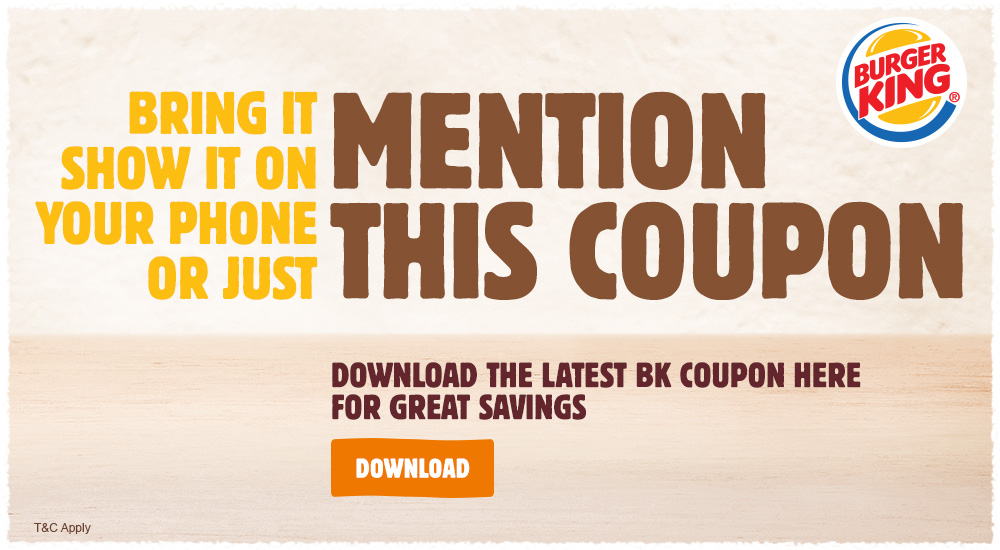 BRING IT
SHOW IT ON
YOUR PHONE
OR JUST
MENTION
THIS COUPON
BURGER
KING®
DOWNLOAD THE LATEST BK COUPON HERE
FOR GREAT SAVINGS
DOWNLOAD
T&C Apply